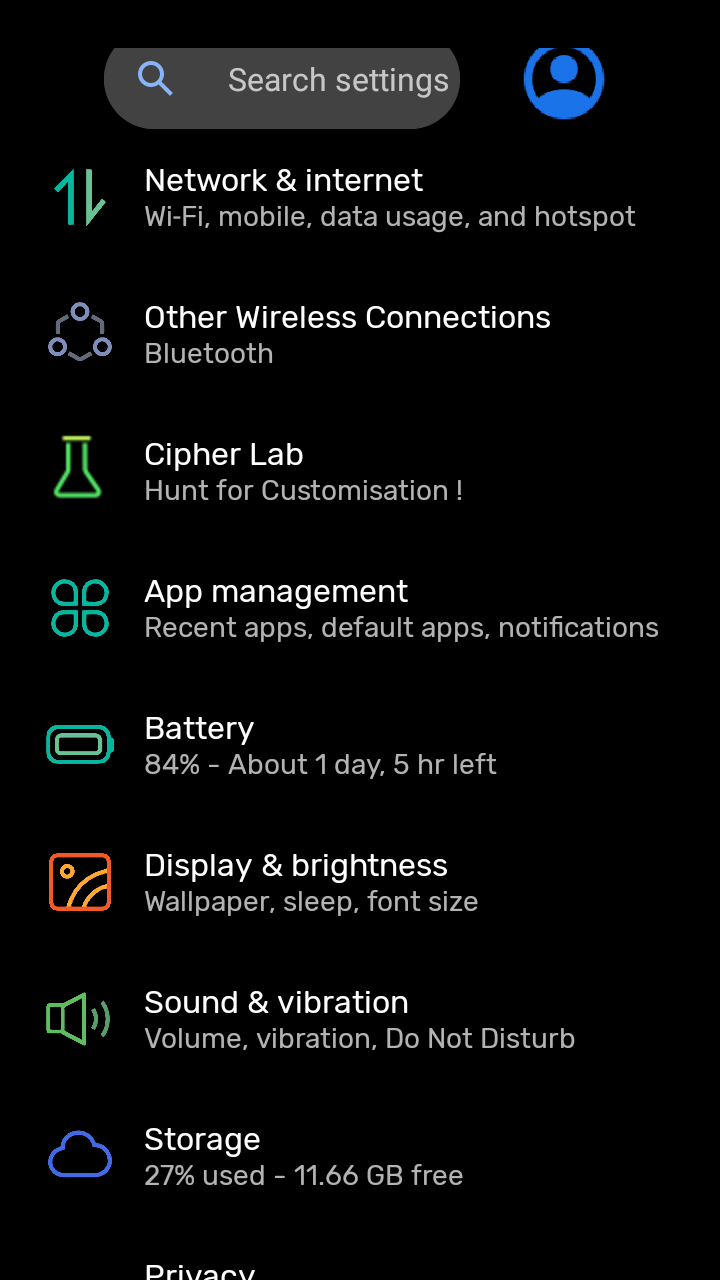 Search settings
Network & internet
Wi-Fi, mobile, data usage, and hotspot
Other Wireless Connections
Bluetooth
Cipher Lab
Hunt for Customisation !
App management
Recent apps, default apps, notifications
Battery
84% - About 1 day, 5 hr left
Display & brightness
Wallpaper, sleep, font size
Sound & vibration
Volume, vibration, Do Not Disturb
Storage
27% used - 11.66 GB free
Privacy